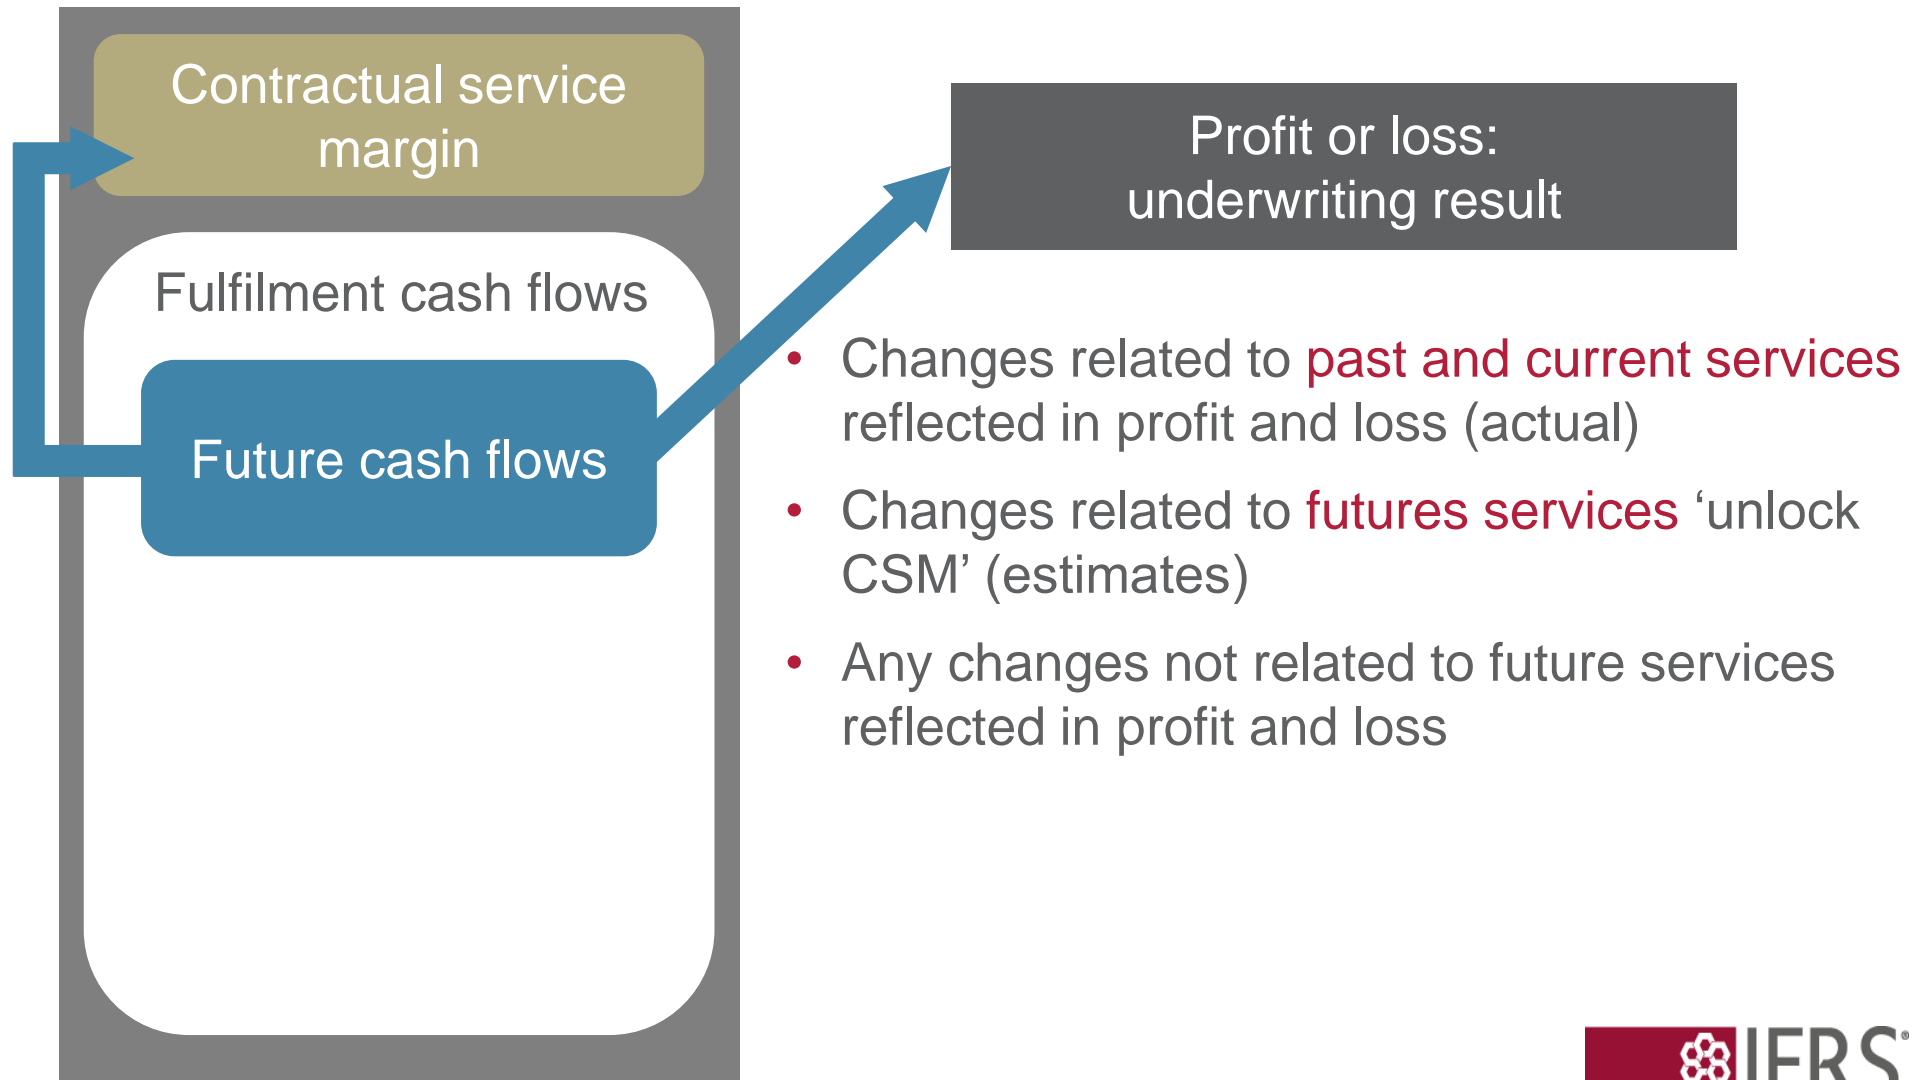 Contractual service
margin
Fulfilment cash flows
Future cash flows
Profit or loss:
underwriting result
• Changes related to past and current services
reflected in profit and loss (actual)
• Changes related to futures services ‘unlock
CSM’ (estimates)
• Any changes not related to future services
reflected in profit and loss
IFRS®